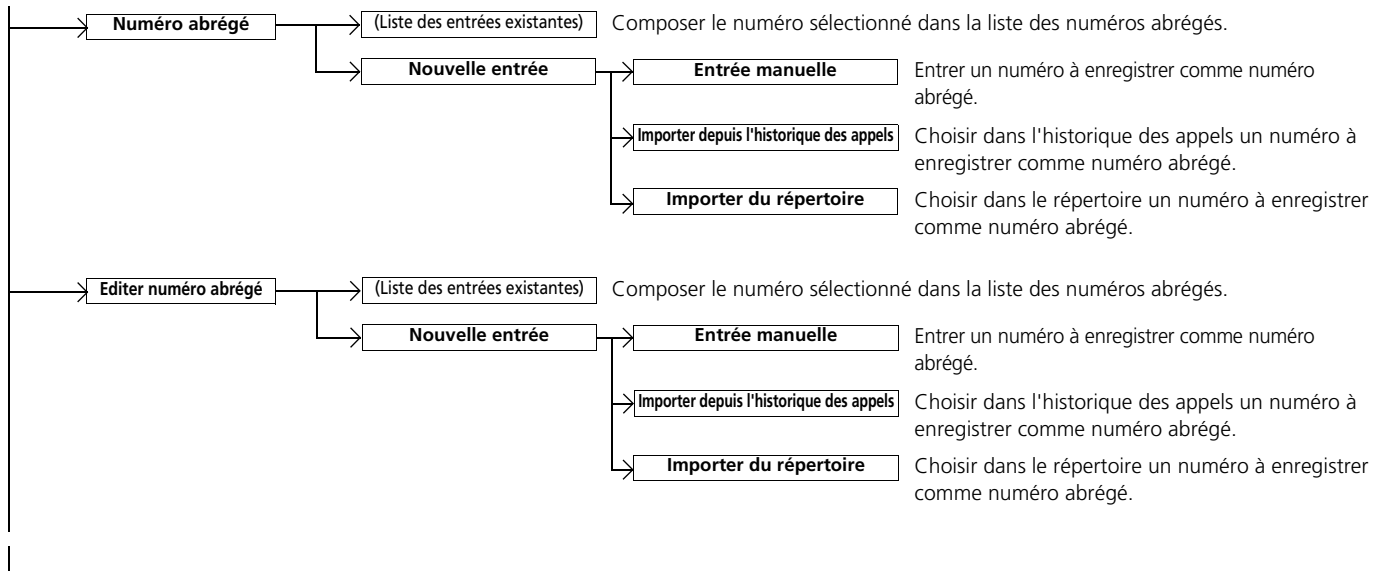 Numéro abrégé
(Liste des entrées existantes)
Composer le numéro sélectionné dans la liste des numéros abrégés.
Nouvelle entrée
Entrée manuelle
Entrer un numéro à enregistrer comme numéro
abrégé.
Importer depuis l'historique des appels
Choisir dans l'historique des appels un numéro à
enregistrer comme numéro abrégé.
Importer du répertoire
Choisir dans le répertoire un numéro à enregistrer
comme numéro abrégé.
Editer numéro abrégé
(Liste des entrées existantes)
Composer le numéro sélectionné dans la liste des numéros abrégés.
Nouvelle entrée
Entrée manuelle
Entrer un numéro à enregistrer comme numéro
abrégé.
Importer depuis l'historique des appels
Choisir dans l'historique des appels un numéro à
enregistrer comme numéro abrégé.
Importer du répertoire
Choisir dans le répertoire un numéro à enregistrer
comme numéro abrégé.